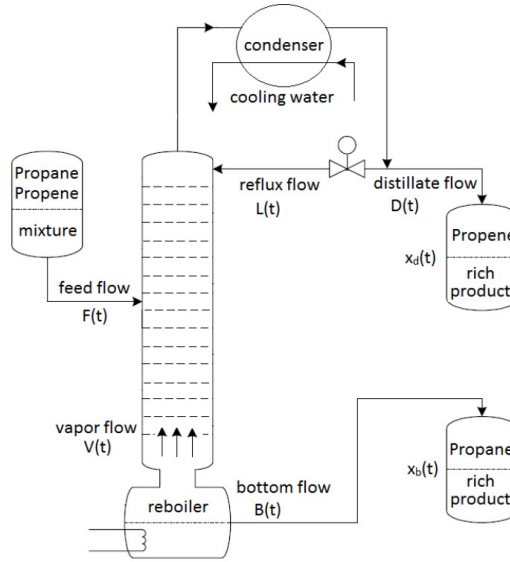 condenser
cooling water
Propane
Propene
mixture
reflux flow
L(t)
distillate flow
D(t)
Propene
rich
product
xd(t)
feed flow
F(t)
vapor flow
V(t)
reboiler
bottom flow
B(t)
Propane
rich
product
xb(t)